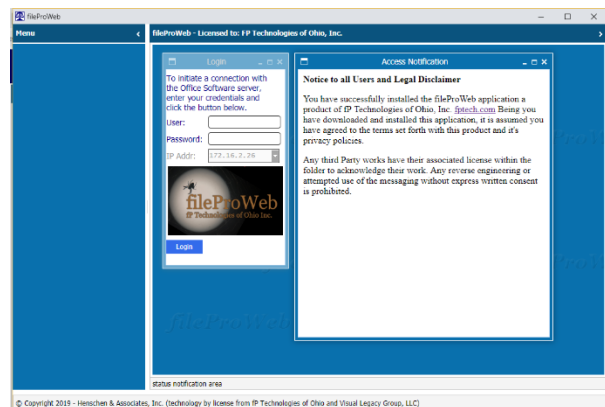 fileProWeb
Menu
fileProWeb - Licensed to: FP Technologies of Ohio, Inc.
Login
To initiate a connection with
the Office Software server,
enter your credentials and
click the button below.
User:
Password:
IP Addr: 172.16.2.26
fileProWeb
fP Technologies of Ohio Inc.
Login
Access Notification
Notice to all Users and Legal Disclaimer
You have successfully installed the fileProWeb application a
product of fP Technologies of Ohio, Inc. fptech.com Being you
have downloaded and installed this application, it is assumed you
have agreed to the terms set forth with this product and it's
privacy policies.
Any third Party works have their associated license within the
folder to acknowledge their work. Any reverse engineering or
attempted use of the messaging without express written consent
is prohibited.
fileProWeb
status notification area
© Copyright 2019 - Henschen & Associates, Inc. (technology by license from fP Technologies of Ohio and Visual Legacy Group, LLC)